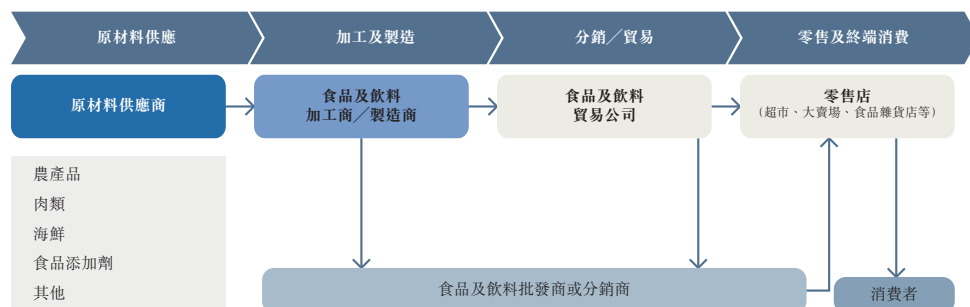 原材料供應
加工及製造
分銷／貿易
零售及終端消費
原材料供應商
食品及飲料
加工商／製造商
食品及飲料
貿易公司
零售店
（超市、大賣場、食品雜貨店等）
農產品
肉類
海鮮
食品添加劑
其他
食品及飲料批發商或分銷商
消費者